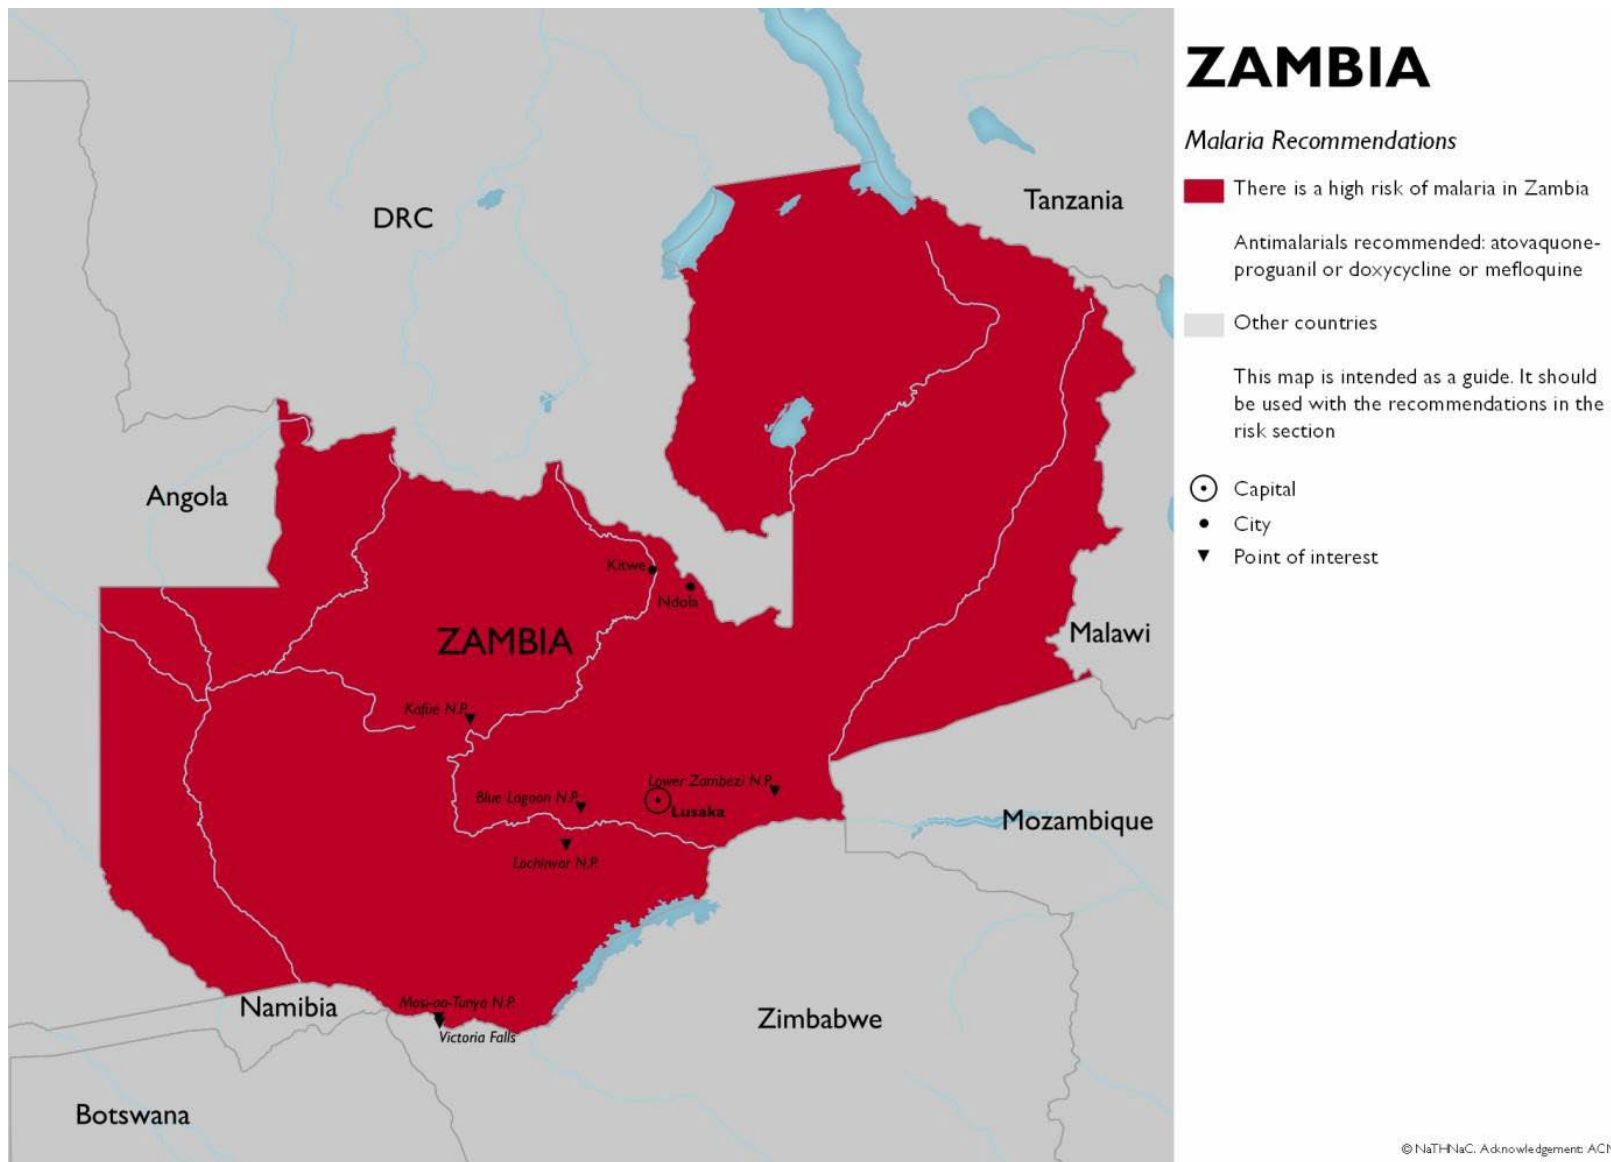 ZAMBIA
Malaria Recommendations
There is a high risk of malaria in Zambia
Antimalarials recommended: atovaquone-
proguanil or doxycycline or mefloquine
Other countries
This map is intended as a guide. It should
be used with the recommendations in the
risk section
Capital
City
Point of interest
DRC
Tanzania
Angola
Kitwe
Ndola
ZAMBIA
Malawi
Kafue N.P.
Lower Zambezi N.P.
Blue Lagoon N.P.
Lusaka
Mozambique
Lochinvar N.P.
Namibia
Mosi-oa-Tunya N.P.
Victoria Falls
Zimbabwe
Botswana
© NaTHNaC. Acknowledgement: